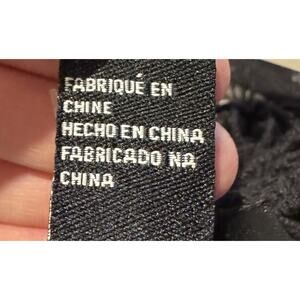 FABRIQUÉ EN
CHINE
HECHO EN CHINA
FABRICADO NA
CHINA